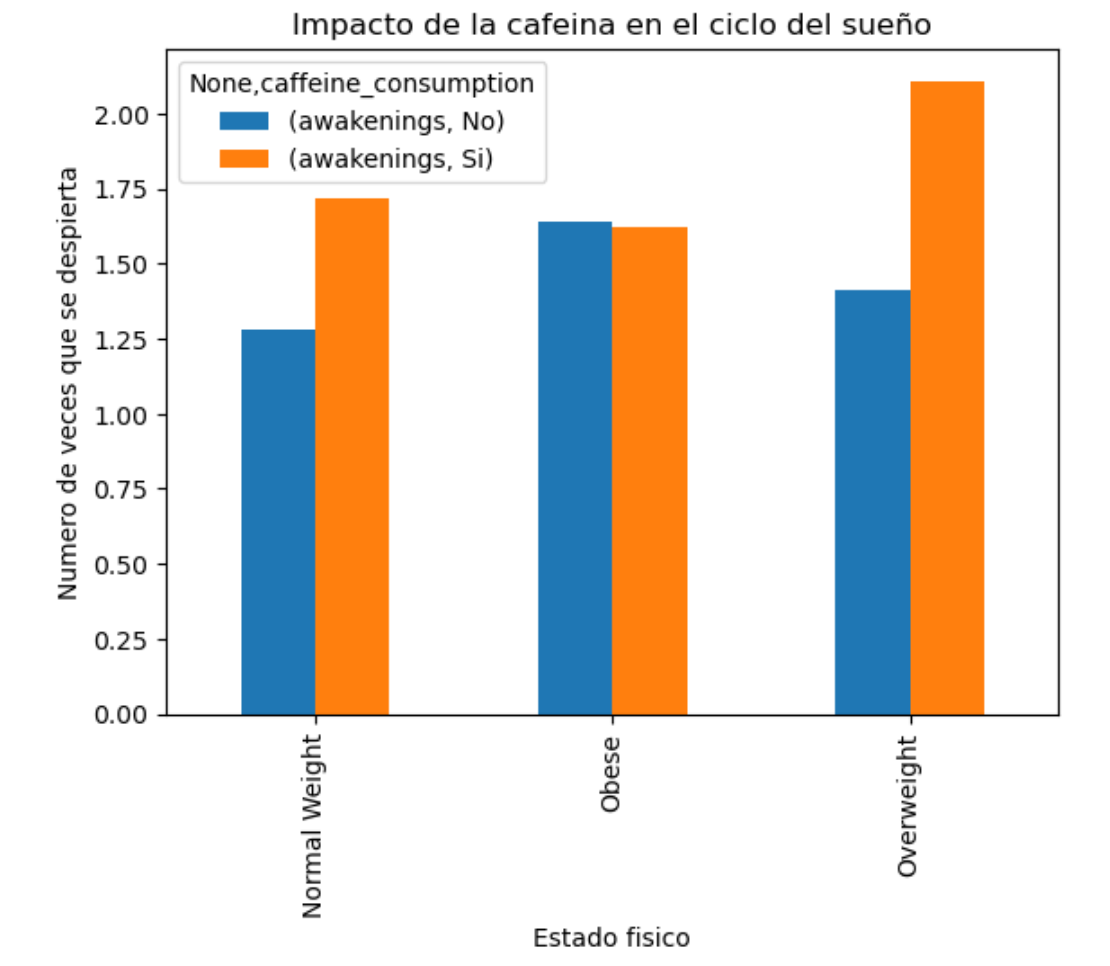 Impacto de la cafeina en el ciclo del sueño
None,caffeine_consumption
(awakenings, No)
(awakenings, Si)
Numero de veces que se despierta
2.00
1.75
1.50
1.25
1.00
0.75
0.50
0.25
0.00
Normal Weight
Obese
Overweight
Estado fisico